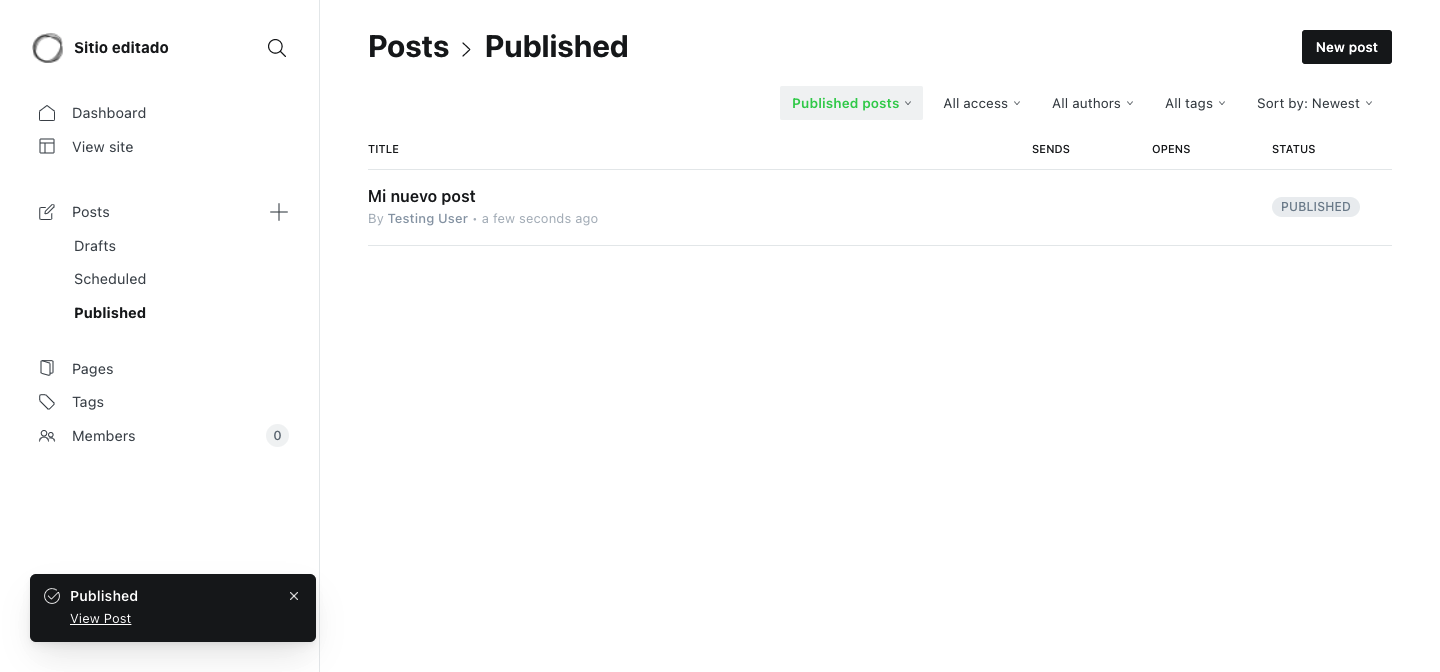 Sitio editado
Dashboard
View site
Posts
Drafts
Scheduled
Published
Pages
Tags
Members 0
Published
View Post
Posts > Published
New post
Published posts All access All authors All tags Sort by: Newest
TITLE SENDS OPENS STATUS
Mi nuevo post
By Testing User • a few seconds ago
PUBLISHED